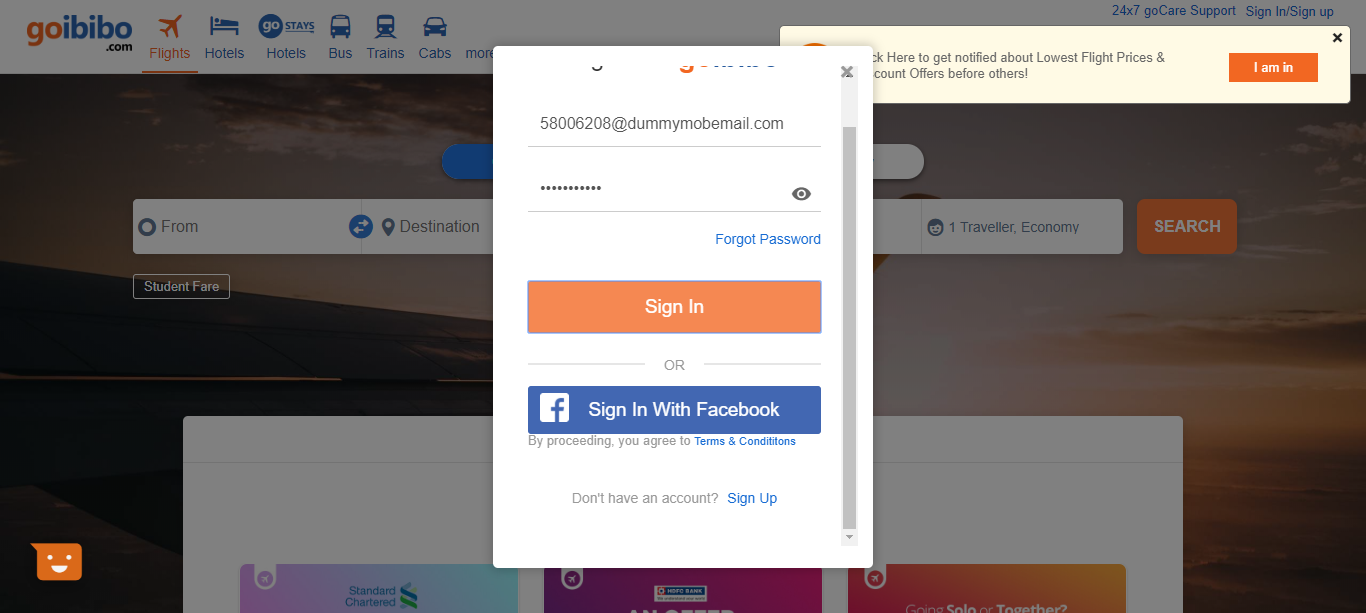 goibibo
.com
Flights
Hotels
go STAYS
Hotels
Bus
Trains
Cabs
more
24x7 goCare Support
Sign In/Sign up
ck Here to get notified about Lowest Flight Prices &
count Offers before others!
I am in
58006208@dummymobemail.com
•••••••••••
Forgot Password
From
Destination
1 Traveller, Economy
SEARCH
Student Fare
Sign In
OR
Sign In With Facebook
By proceeding, you agree to Terms & Condititons
Don't have an account? Sign Up
Standard
Chartered
HDFC BANK
AN OFFER
Going Solo or Together?